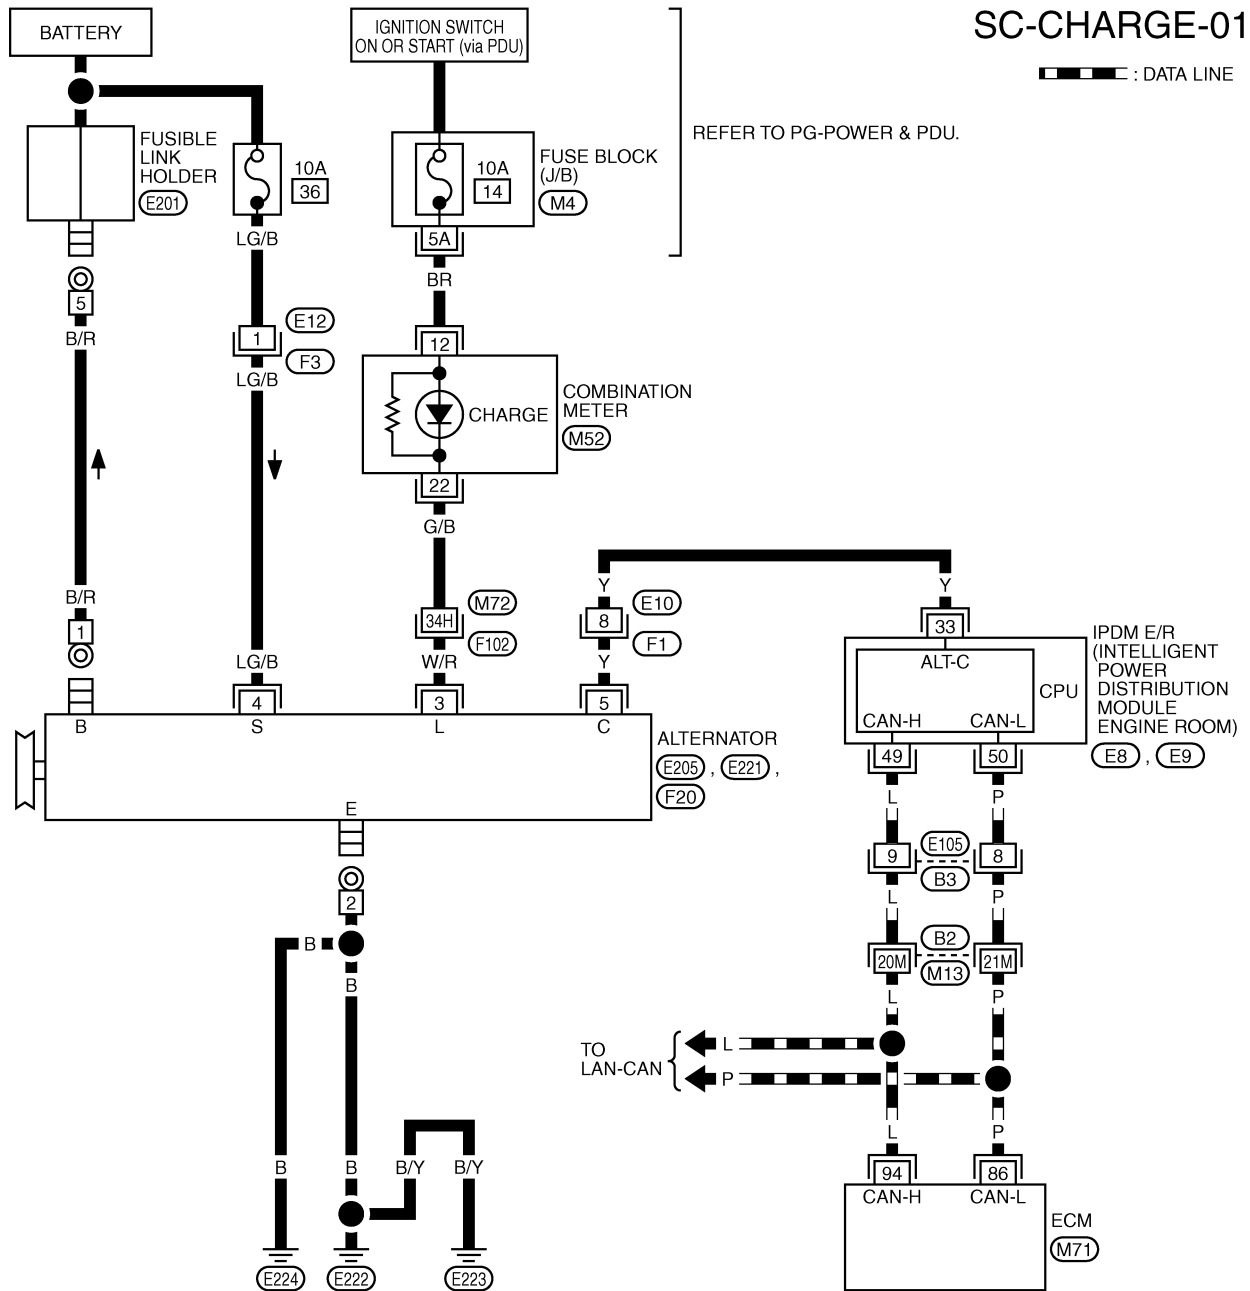 SC-CHARGE-01
: DATA LINE
BATTERY
IGNITION SWITCH
ON OR START (via PDU)
REFER TO PG-POWER & PDU.
FUSIBLE
LINK
HOLDER
E201
10A
36
10A
14
FUSE BLOCK
(J/B)
M4
LG/B
5A
BR
5
B/R
1
E12
F3
LG/B
12
COMBINATION
METER
M52
CHARGE
22
G/B
B/R
1
M72
34H
F102
W/R
LG/B
Y
8
E10
F1
Y
Y
33
ALT-C
CPU
CAN-H
CAN-L
IPDM E/R
(INTELLIGENT
POWER
DISTRIBUTION
MODULE
ENGINE ROOM)
E8 , E9
4
3
5
B
S
L
C
ALTERNATOR
E205 , E221 ,
F20
E
2
49
50
L
P
9
E105
8
B3
L
P
B2
20M
21M
M13
L
P
B
B
TO
LAN-CAN
L
P
L
P
B
B
B/Y
B/Y
94
86
CAN-H
CAN-L
ECM
M71
E224
E222
E223